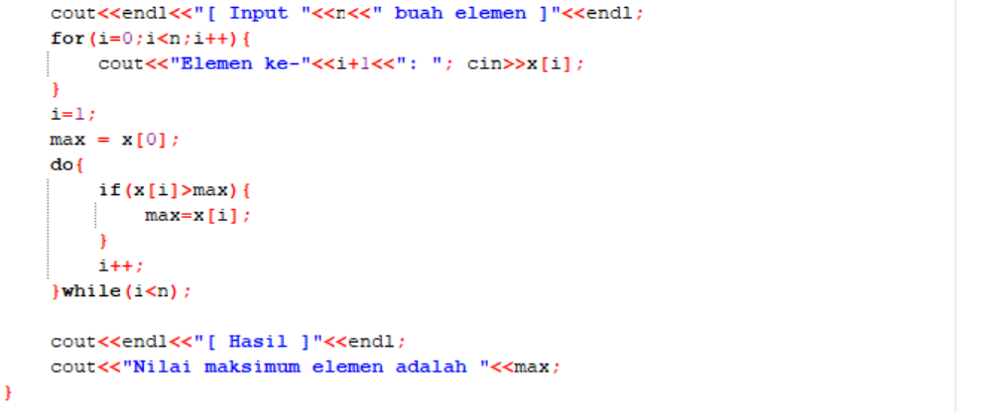 cout<<endl<<"[ Input "<<n<<" buah elemen ]"<<endl;
for(i=0;i<n;i++){
cout<<"Elemen ke-"<<i+1<<": "; cin>>x[i];
}
i=1;
max = x[0];
do{
if(x[i]>max){
max=x[i];
}
i++;
}while(i<n);
cout<<endl<<"[ Hasil ]"<<endl;
cout<<"Nilai maksimum elemen adalah "<<max;
}